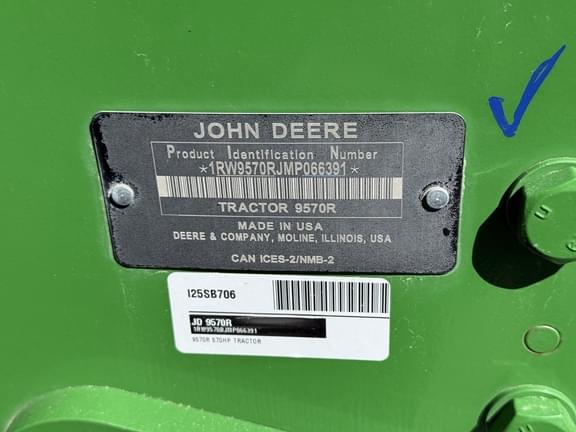 JOHN DEERE
Product Identification Number
*1RW9570RJMP066391*
TRACTOR 9570R
MADE IN USA
DEERE & COMPANY, MOLINE, ILLINOIS, USA
CAN ICES-2/NMB-2
I25SB706
JD 9570R
1RW9570RJMP066391
9570R 570HP TRACTOR